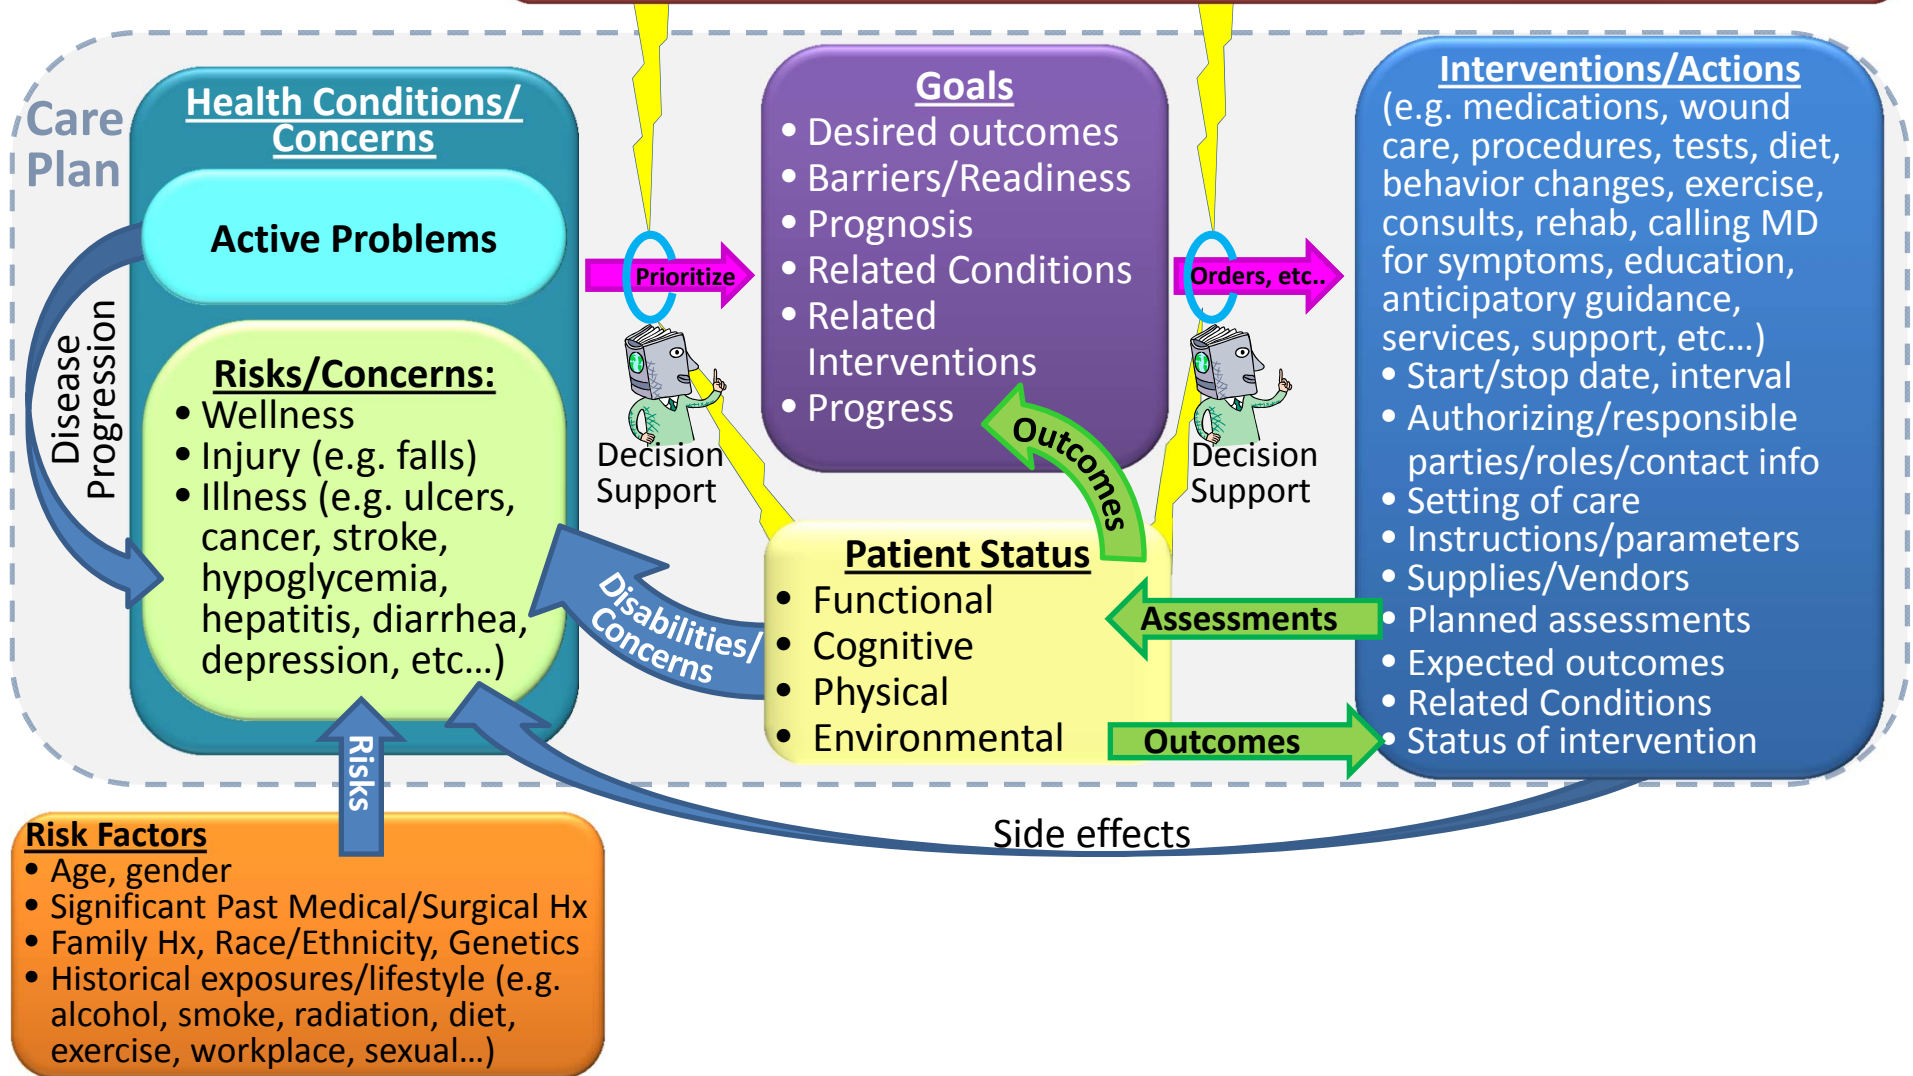 Care
Plan
Health Conditions/
Concerns
Active Problems
Disease
Progression
Risks/Concerns:
• Wellness
• Injury (e.g. falls)
• Illness (e.g. ulcers,
cancer, stroke,
hypoglycemia,
hepatitis, diarrhea,
depression, etc...)
Prioritize
Decision
Support
Goals
• Desired outcomes
• Barriers/Readiness
• Prognosis
• Related Conditions
• Related
Interventions
• Progress
Orders, etc..
Decision
Support
Interventions/Actions
(e.g. medications, wound
care, procedures, tests, diet,
behavior changes, exercise,
consults, rehab, calling MD
for symptoms, education,
anticipatory guidance,
services, support, etc...)
• Start/stop date, interval
• Authorizing/responsible
parties/roles/contact info
• Setting of care
• Instructions/parameters
• Supplies/Vendors
• Planned assessments
• Expected outcomes
• Related Conditions
• Status of intervention
Outcomes
Patient Status
• Functional
• Cognitive
• Physical
• Environmental
Disabilities/
Concerns
Assessments
Outcomes
Risks
Side effects
Risk Factors
• Age, gender
• Significant Past Medical/Surgical Hx
• Family Hx, Race/Ethnicity, Genetics
• Historical exposures/lifestyle (e.g.
alcohol, smoke, radiation, diet,
exercise, workplace, sexual...)